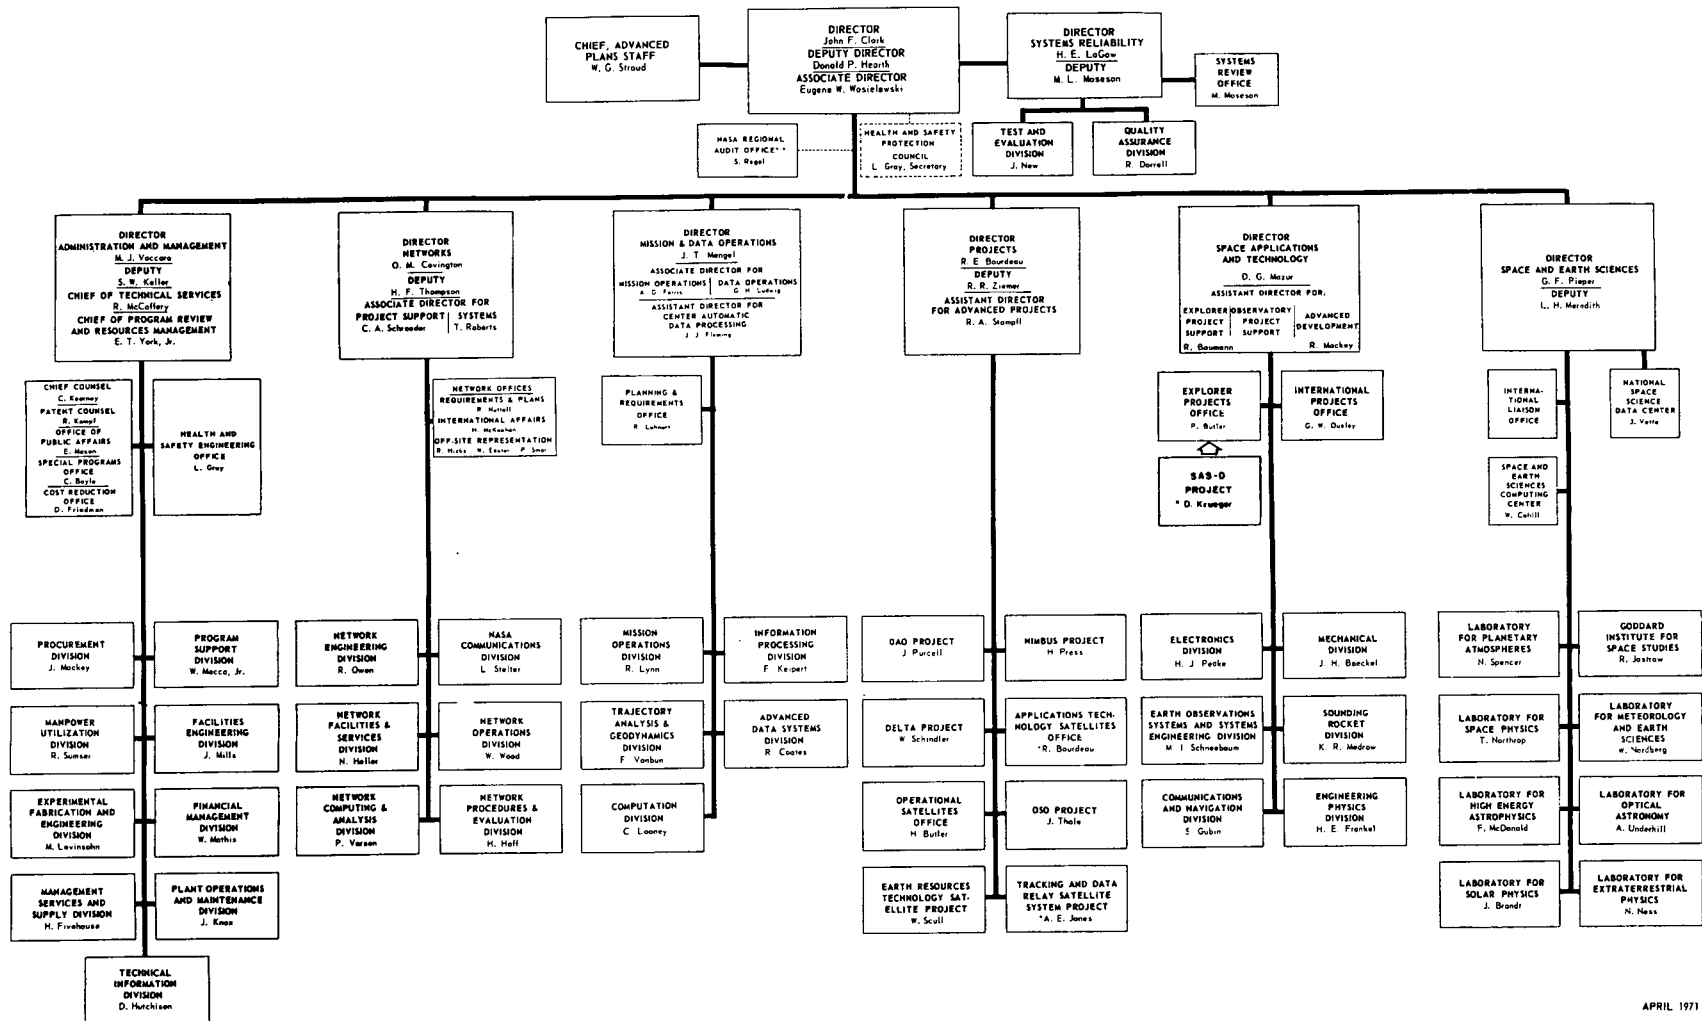 CHIEF, ADVANCED
PLANS STAFF
W. G. Stroud
DIRECTOR
John F. Clark
DEPUTY DIRECTOR
Donald P. Hearth
ASSOCIATE DIRECTOR
Eugene W. Wasielewski
DIRECTOR
SYSTEMS RELIABILITY
H. E. LaGow
DEPUTY
M. L. Moseson
SYSTEMS
REVIEW
OFFICE
M. Moseson
NASA REGIONAL
AUDIT OFFICE**
S. Regel
HEALTH AND SAFETY
PROTECTION
COUNCIL
L. Gray, Secretary
TEST AND
EVALUATION
DIVISION
J. New
QUALITY
ASSURANCE
DIVISION
R. Dorrell
DIRECTOR
ADMINISTRATION AND MANAGEMENT
M. J. Vaccaro
DEPUTY
S. W. Keller
CHIEF OF TECHNICAL SERVICES
R. McCaffery
CHIEF OF PROGRAM REVIEW
AND RESOURCES MANAGEMENT
E. T. York, Jr.
DIRECTOR
NETWORKS
O. M. Covington
DEPUTY
H. F. Thompson
ASSOCIATE DIRECTOR FOR
PROJECT SUPPORT SYSTEMS
C. A. Schroeder T. Roberts
DIRECTOR
MISSION & DATA OPERATIONS
J. T. Mengel
ASSOCIATE DIRECTOR FOR
MISSION OPERATIONS DATA OPERATIONS
A. G. Ferris G. H. Ludwig
ASSISTANT DIRECTOR FOR
CENTER AUTOMATIC
DATA PROCESSING
J. J. Fleming
DIRECTOR
PROJECTS
R. E. Bourdeau
DEPUTY
R. R. Ziemer
ASSISTANT DIRECTOR
FOR ADVANCED PROJECTS
R. A. Stampfl
DIRECTOR
SPACE APPLICATIONS
AND TECHNOLOGY
D. G. Mazur
ASSISTANT DIRECTOR FOR:
EXPLORER OBSERVATORY ADVANCED
PROJECT PROJECT DEVELOPMENT
SUPPORT SUPPORT
R. Baumann R. Mackey
DIRECTOR
SPACE AND EARTH SCIENCES
G. F. Pieper
DEPUTY
L. H. Meredith
CHIEF COUNSEL
C. Kearney
PATENT COUNSEL
R. Kempf
OFFICE OF
PUBLIC AFFAIRS
E. Mason
SPECIAL PROGRAMS
OFFICE
C. Boyle
COST REDUCTION
OFFICE
D. Friedman
HEALTH AND
SAFETY ENGINEERING
OFFICE
L. Gray
NETWORK OFFICES
REQUIREMENTS & PLANS
INTERNATIONAL AFFAIRS
H. McKeehan
OFF-SITE REPRESENTATION
R. Hicks W. Easter
PLANNING &
REQUIREMENTS
OFFICE
R. Lehnert
EXPLORER
PROJECTS
OFFICE
P. Butler
INTERNATIONAL
PROJECTS
OFFICE
G. W. Ousley
SAS-D
PROJECT
*D. Krueger
INTERNA-
TIONAL
LIAISON
OFFICE
NATIONAL
SPACE
SCIENCE
DATA CENTER
J. Vette
SPACE AND
EARTH
SCIENCES
COMPUTING
CENTER
W. Cahill
PROCUREMENT
DIVISION
J. Mackey
PROGRAM
SUPPORT
DIVISION
W. Mecca, Jr.
MANPOWER
UTILIZATION
DIVISION
R. Sumser
FACILITIES
ENGINEERING
DIVISION
J. Mills
EXPERIMENTAL
FABRICATION AND
ENGINEERING
DIVISION
M. Levinsohn
FINANCIAL
MANAGEMENT
DIVISION
W. Mathis
MANAGEMENT
SERVICES AND
SUPPLY DIVISION
H. Fivehouse
PLANT OPERATIONS
AND MAINTENANCE
DIVISION
J. Knox
TECHNICAL
INFORMATION
DIVISION
D. Hutchison
NETWORK
ENGINEERING
DIVISION
R. Owen
NASA
COMMUNICATIONS
DIVISION
L. Stelter
NETWORK
FACILITIES &
SERVICES
DIVISION
N. Heller
NETWORK
OPERATIONS
DIVISION
W. Wood
NETWORK
COMPUTING &
ANALYSIS
DIVISION
P. Varson
NETWORK
PROCEDURES &
EVALUATION
DIVISION
H. Hoff
MISSION
OPERATIONS
DIVISION
R. Lynn
INFORMATION
PROCESSING
DIVISION
F. Keipert
TRAJECTORY
ANALYSIS &
GEODYNAMICS
DIVISION
F. Vonbun
ADVANCED
DATA SYSTEMS
DIVISION
R. Coates
COMPUTATION
DIVISION
C. Looney
OAO PROJECT
J. Purcell
NIMBUS PROJECT
H. Press
DELTA PROJECT
W. Schindler
APPLICATIONS TECH-
NOLOGY SATELLITES
OFFICE
*R. Bourdeau
OPERATIONAL
SATELLITES
OFFICE
H. Butler
OSO PROJECT
J. Thole
EARTH RESOURCES
TECHNOLOGY SAT-
ELLITE PROJECT
W. Scull
TRACKING AND DATA
RELAY SATELLITE
SYSTEM PROJECT
*A. E. Jones
ELECTRONICS
DIVISION
H. J. Peake
MECHANICAL
DIVISION
J. H. Boeckel
EARTH OBSERVATIONS
SYSTEMS AND SYSTEMS
ENGINEERING DIVISION
M. I. Schneebaum
SOUNDING
ROCKET
DIVISION
K. R. Medrow
COMMUNICATIONS
AND NAVIGATION
DIVISION
S. Gubin
ENGINEERING
PHYSICS
DIVISION
H. E. Frankel
LABORATORY
FOR PLANETARY
ATMOSPHERES
N. Spencer
GODDARD
INSTITUTE FOR
SPACE STUDIES
R. Jastrow
LABORATORY FOR
SPACE PHYSICS
T. Northrop
LABORATORY
FOR METEOROLOGY
AND EARTH
SCIENCES
W. Nordberg
LABORATORY FOR
HIGH ENERGY
ASTROPHYSICS
F. McDonald
LABORATORY FOR
OPTICAL
ASTRONOMY
A. Underhill
LABORATORY FOR
SOLAR PHYSICS
J. Brandt
LABORATORY FOR
EXTRATERRESTRIAL
PHYSICS
N. Ness
APRIL 1971